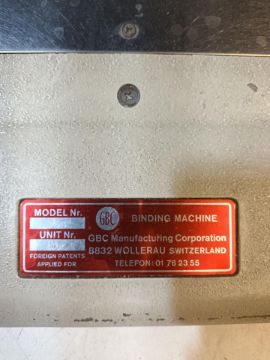 MODEL Nr. GBC BINDING MACHINE
UNIT Nr. GBC Manufacturing Corporation
8832 WOLLERAU SWITZERLAND
FOREIGN PATENTS
APPLIED FOR TELEFON: 01 76 23 55